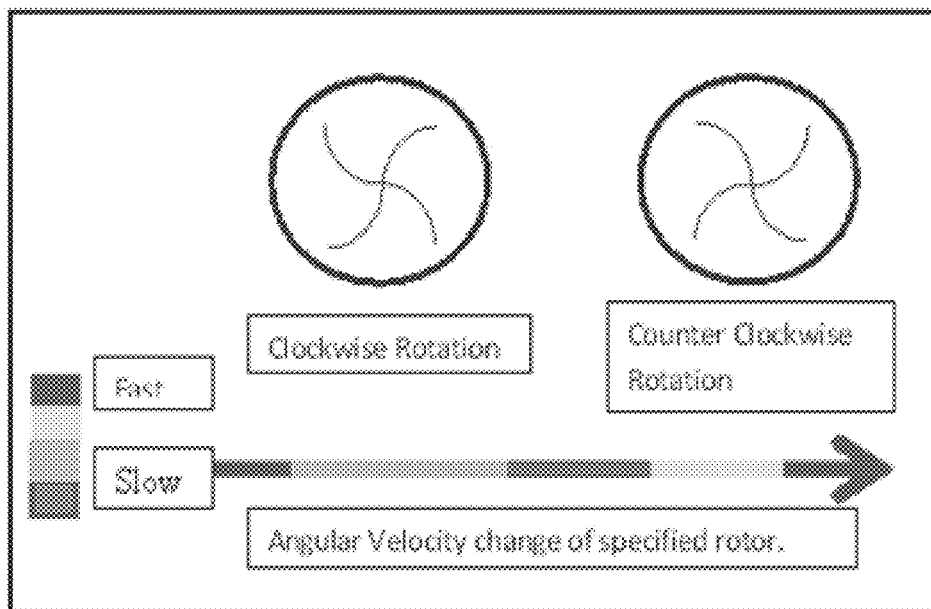 Clockwise Rotation
Counter Clockwise
Rotation
Fast
Slow
Angular Velocity change of specified rotor.